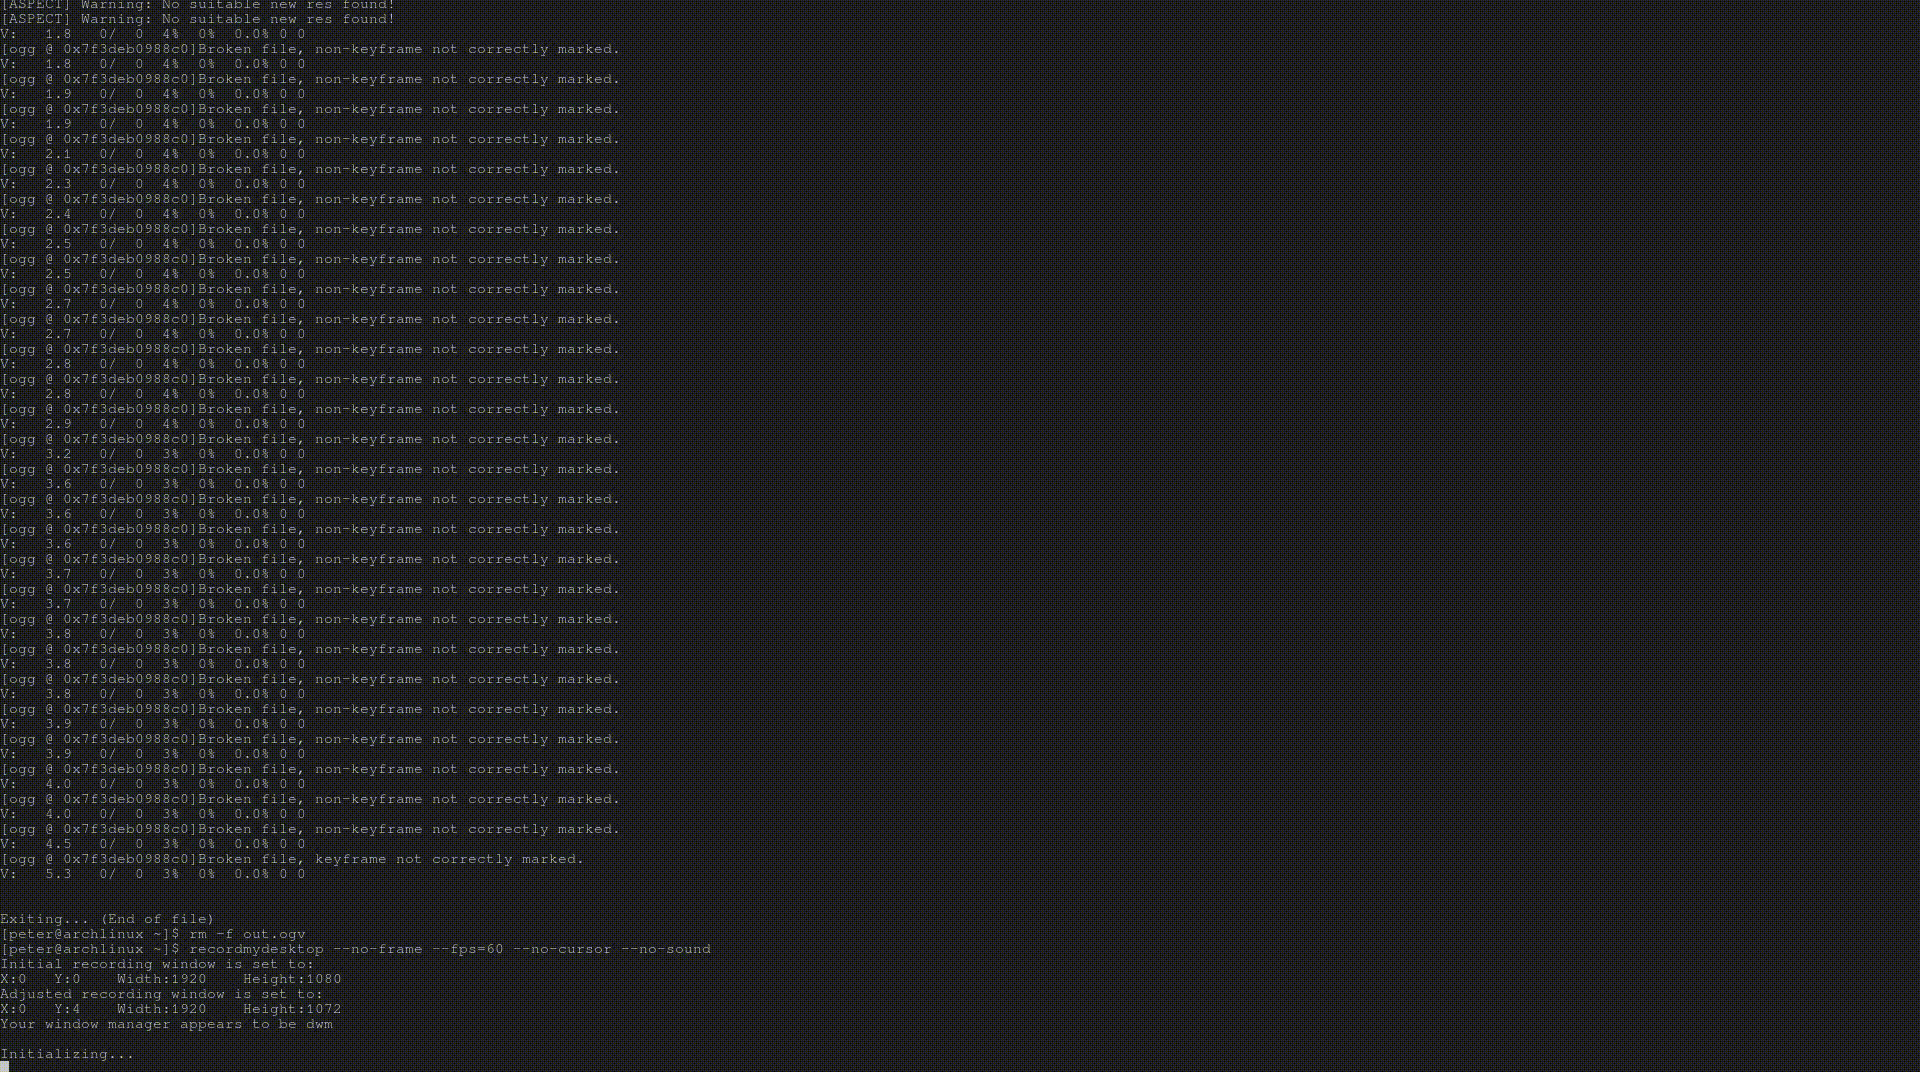 [ASPECT] Warning: No suitable new res found!
[ASPECT] Warning: No suitable new res found!
V:   1.8   0/  0  4%  0%  0.0% 0 0
[ogg @ 0x7f3deb0988c0]Broken file, non-keyframe not correctly marked.
V:   1.8   0/  0  4%  0%  0.0% 0 0
[ogg @ 0x7f3deb0988c0]Broken file, non-keyframe not correctly marked.
V:   1.9   0/  0  4%  0%  0.0% 0 0
[ogg @ 0x7f3deb0988c0]Broken file, non-keyframe not correctly marked.
V:   1.9   0/  0  4%  0%  0.0% 0 0
[ogg @ 0x7f3deb0988c0]Broken file, non-keyframe not correctly marked.
V:   2.1   0/  0  4%  0%  0.0% 0 0
[ogg @ 0x7f3deb0988c0]Broken file, non-keyframe not correctly marked.
V:   2.3   0/  0  4%  0%  0.0% 0 0
[ogg @ 0x7f3deb0988c0]Broken file, non-keyframe not correctly marked.
V:   2.4   0/  0  4%  0%  0.0% 0 0
[ogg @ 0x7f3deb0988c0]Broken file, non-keyframe not correctly marked.
V:   2.5   0/  0  4%  0%  0.0% 0 0
[ogg @ 0x7f3deb0988c0]Broken file, non-keyframe not correctly marked.
V:   2.5   0/  0  4%  0%  0.0% 0 0
[ogg @ 0x7f3deb0988c0]Broken file, non-keyframe not correctly marked.
V:   2.7   0/  0  4%  0%  0.0% 0 0
[ogg @ 0x7f3deb0988c0]Broken file, non-keyframe not correctly marked.
V:   2.7   0/  0  4%  0%  0.0% 0 0
[ogg @ 0x7f3deb0988c0]Broken file, non-keyframe not correctly marked.
V:   2.8   0/  0  4%  0%  0.0% 0 0
[ogg @ 0x7f3deb0988c0]Broken file, non-keyframe not correctly marked.
V:   2.8   0/  0  4%  0%  0.0% 0 0
[ogg @ 0x7f3deb0988c0]Broken file, non-keyframe not correctly marked.
V:   2.9   0/  0  4%  0%  0.0% 0 0
[ogg @ 0x7f3deb0988c0]Broken file, non-keyframe not correctly marked.
V:   3.2   0/  0  3%  0%  0.0% 0 0
[ogg @ 0x7f3deb0988c0]Broken file, non-keyframe not correctly marked.
V:   3.6   0/  0  3%  0%  0.0% 0 0
[ogg @ 0x7f3deb0988c0]Broken file, non-keyframe not correctly marked.
V:   3.6   0/  0  3%  0%  0.0% 0 0
[ogg @ 0x7f3deb0988c0]Broken file, non-keyframe not correctly marked.
V:   3.6   0/  0  3%  0%  0.0% 0 0
[ogg @ 0x7f3deb0988c0]Broken file, non-keyframe not correctly marked.
V:   3.7   0/  0  3%  0%  0.0% 0 0
[ogg @ 0x7f3deb0988c0]Broken file, non-keyframe not correctly marked.
V:   3.7   0/  0  3%  0%  0.0% 0 0
[ogg @ 0x7f3deb0988c0]Broken file, non-keyframe not correctly marked.
V:   3.8   0/  0  3%  0%  0.0% 0 0
[ogg @ 0x7f3deb0988c0]Broken file, non-keyframe not correctly marked.
V:   3.8   0/  0  3%  0%  0.0% 0 0
[ogg @ 0x7f3deb0988c0]Broken file, non-keyframe not correctly marked.
V:   3.8   0/  0  3%  0%  0.0% 0 0
[ogg @ 0x7f3deb0988c0]Broken file, non-keyframe not correctly marked.
V:   3.9   0/  0  3%  0%  0.0% 0 0
[ogg @ 0x7f3deb0988c0]Broken file, non-keyframe not correctly marked.
V:   3.9   0/  0  3%  0%  0.0% 0 0
[ogg @ 0x7f3deb0988c0]Broken file, non-keyframe not correctly marked.
V:   4.0   0/  0  3%  0%  0.0% 0 0
[ogg @ 0x7f3deb0988c0]Broken file, non-keyframe not correctly marked.
V:   4.0   0/  0  3%  0%  0.0% 0 0
[ogg @ 0x7f3deb0988c0]Broken file, non-keyframe not correctly marked.
V:   4.5   0/  0  3%  0%  0.0% 0 0
[ogg @ 0x7f3deb0988c0]Broken file, keyframe not correctly marked.
V:   5.3   0/  0  3%  0%  0.0% 0 0
Exiting... (End of file)
[peter@archlinux ~]$ rm -f out.ogv
[peter@archlinux ~]$ recordmydesktop --no-frame --fps=60 --no-cursor --no-sound
Initial recording window is set to:
X:0   Y:0    Width:1920    Height:1080
Adjusted recording window is set to:
X:0   Y:4    Width:1920    Height:1072
Your window manager appears to be dwm
Initializing...